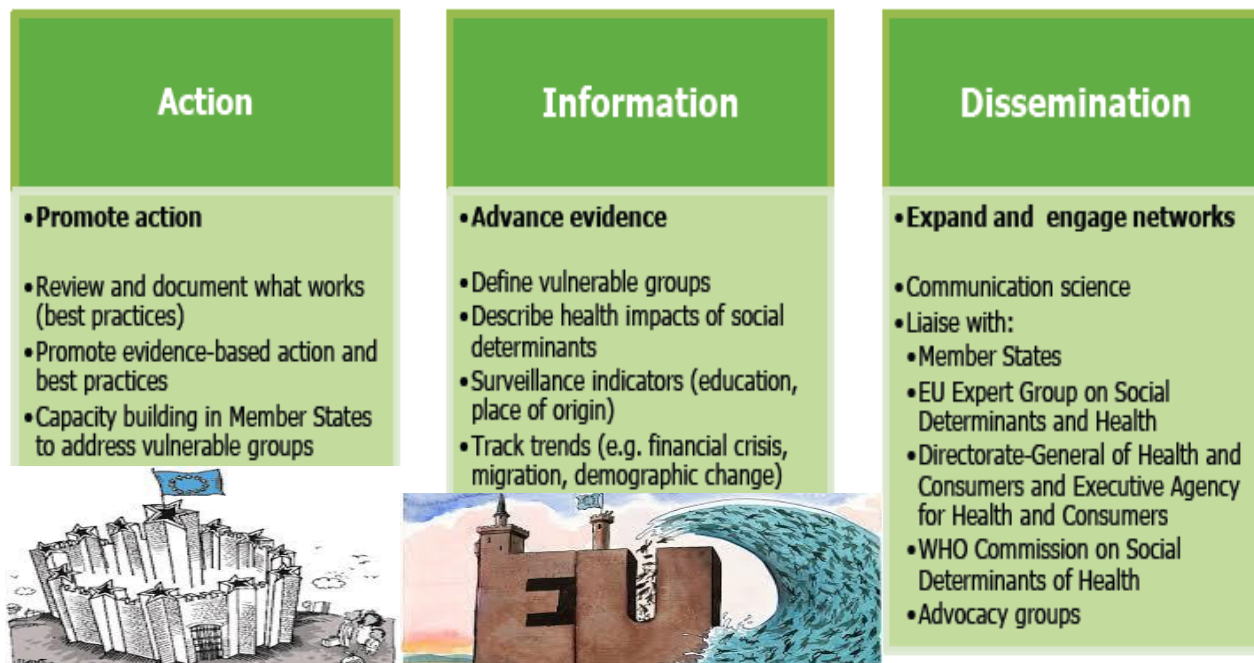 Action
•Promote action
•Review and document what works
(best practices)
•Promote evidence-based action and
best practices
•Capacity building in Member States
to address vulnerable groups
Information
•Advance evidence
•Define vulnerable groups
•Describe health impacts of social
determinants
•Surveillance indicators (education,
place of origin)
•Track trends (e.g. financial crisis,
migration, demographic change)
EU
Dissemination
•Expand and engage networks
•Communication science
•Liaise with:
•Member States
•EU Expert Group on Social
Determinants and Health
•Directorate-General of Health and
Consumers and Executive Agency
for Health and Consumers
•WHO Commission on Social
Determinants of Health
•Advocacy groups